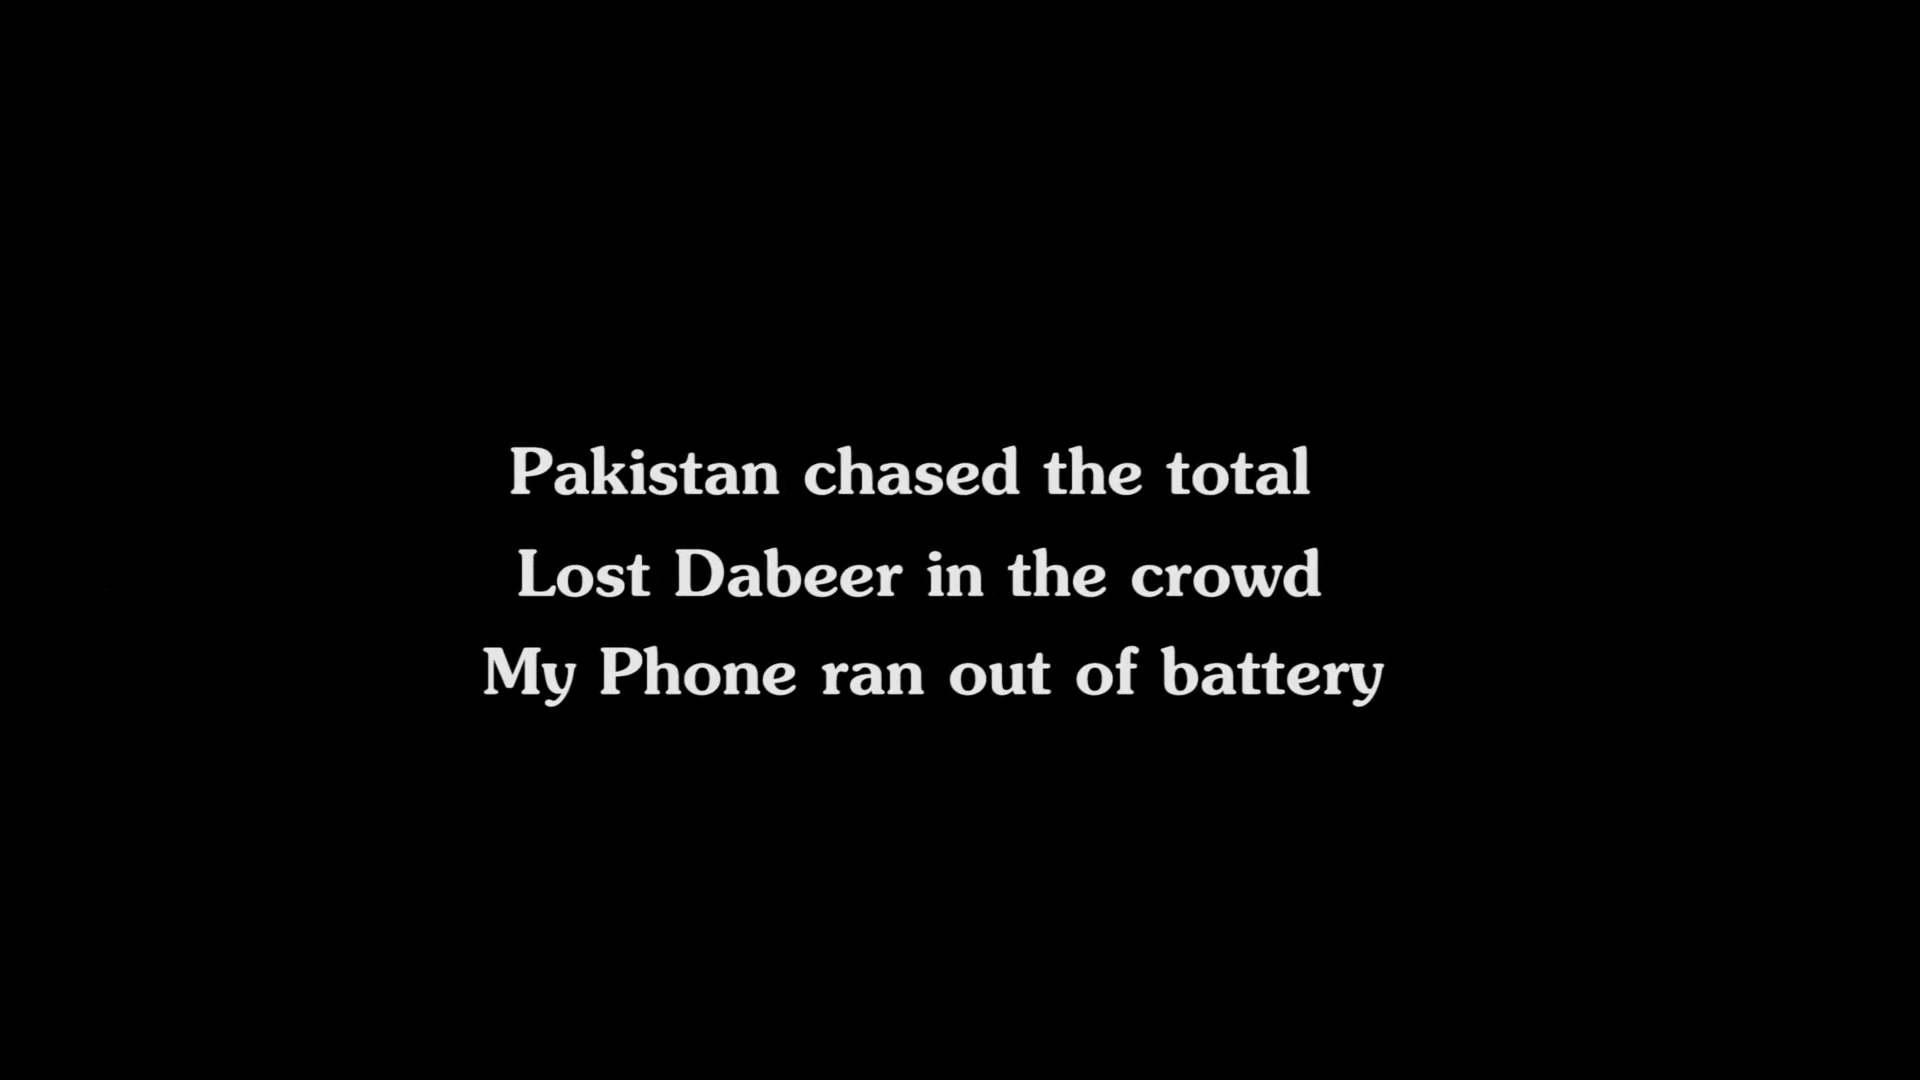 Pakistan chased the total
Lost Dabeer in the crowd
My Phone ran out of battery